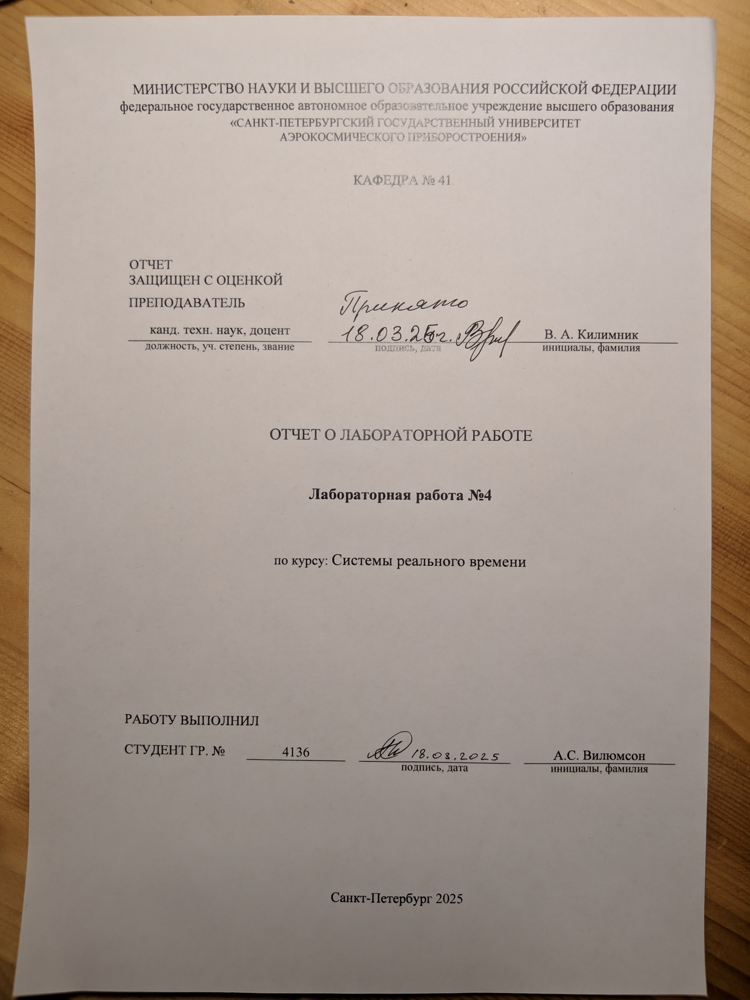 МИНИСТЕРСТВО НАУКИ И ВЫСШЕГО ОБРАЗОВАНИЯ РОССИЙСКОЙ ФЕДЕРАЦИИ
федеральное государственное автономное образовательное учреждение высшего образования
«САНКТ-ПЕТЕРБУРГСКИЙ ГОСУДАРСТВЕННЫЙ УНИВЕРСИТЕТ
АЭРОКОСМИЧЕСКОГО ПРИБОРОСТРОЕНИЯ»
КАФЕДРА № 41
ОТЧЕТ
ЗАЩИЩЕН С ОЦЕНКОЙ
ПРЕПОДАВАТЕЛЬ Принято
канд. техн. наук, доцент 18.03.25г. В. А. Килимник
должность, уч. степень, звание подпись, дата инициалы, фамилия
ОТЧЕТ О ЛАБОРАТОРНОЙ РАБОТЕ
Лабораторная работа №4
по курсу: Системы реального времени
РАБОТУ ВЫПОЛНИЛ
СТУДЕНТ ГР. № 4136 18.03.2025 А.С. Вилюмсон
подпись, дата инициалы, фамилия
Санкт-Петербург 2025